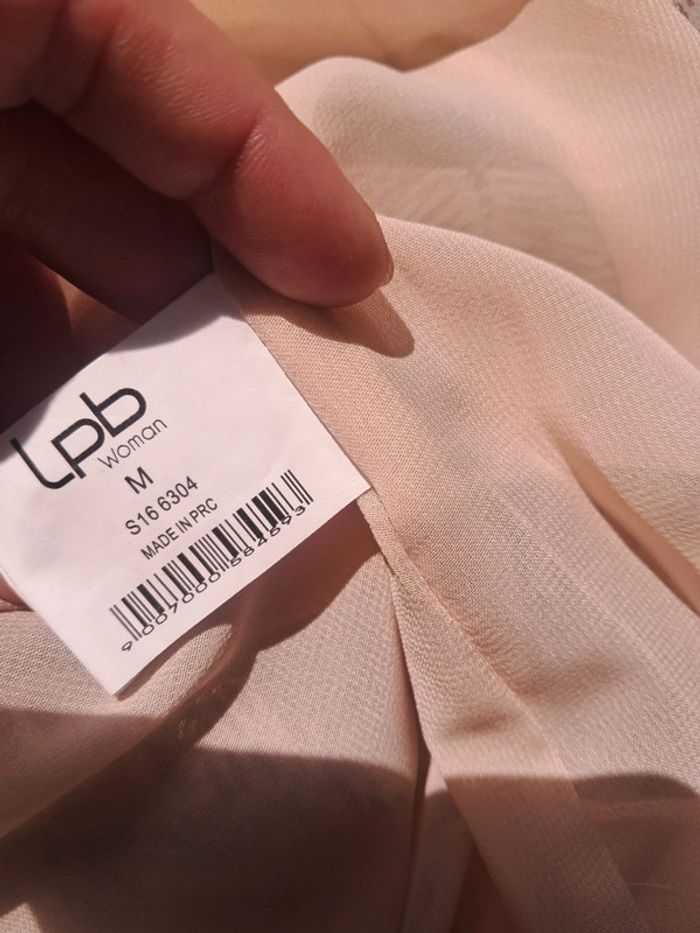 Lpb
Woman
M
S16 6304
MADE IN PRC